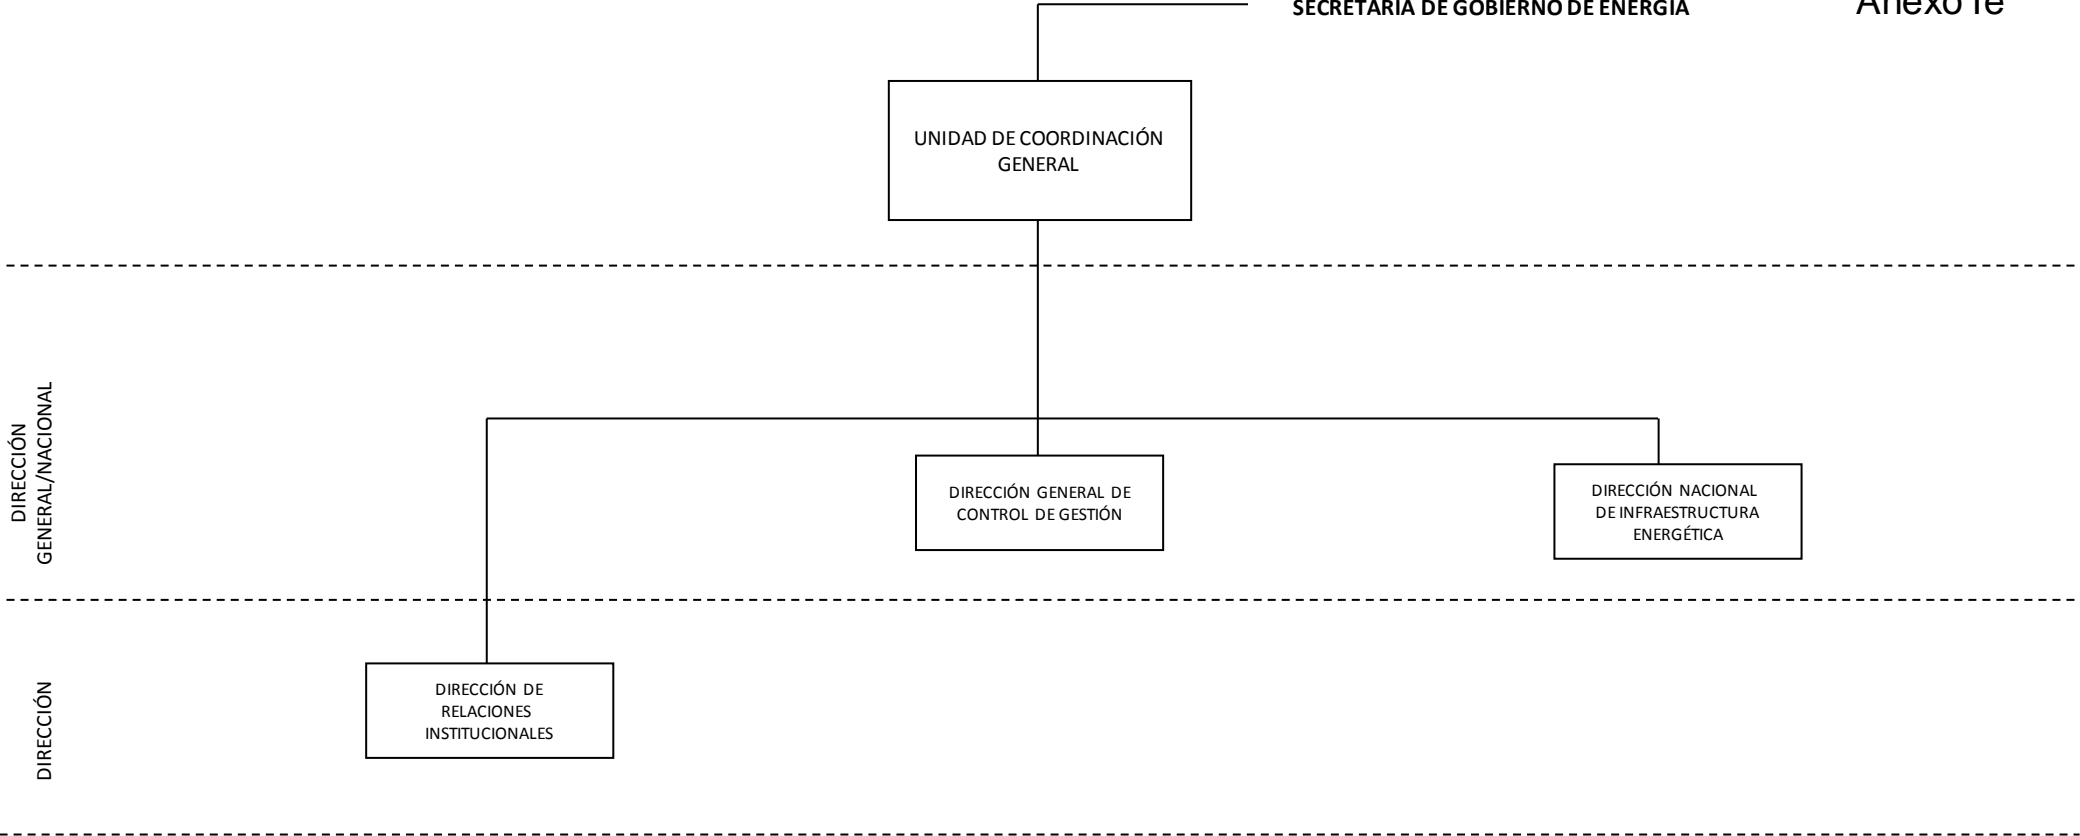 SECRETARÍA DE GOBIERNO DE ENERGÍA
Anexo Ie
UNIDAD DE COORDINACIÓN
GENERAL
DIRECCIÓN
GENERAL/NACIONAL
DIRECCIÓN GENERAL DE
CONTROL DE GESTIÓN
DIRECCIÓN NACIONAL
DE INFRAESTRUCTURA
ENERGÉTICA
DIRECCIÓN
DIRECCIÓN DE
RELACIONES
INSTITUCIONALES